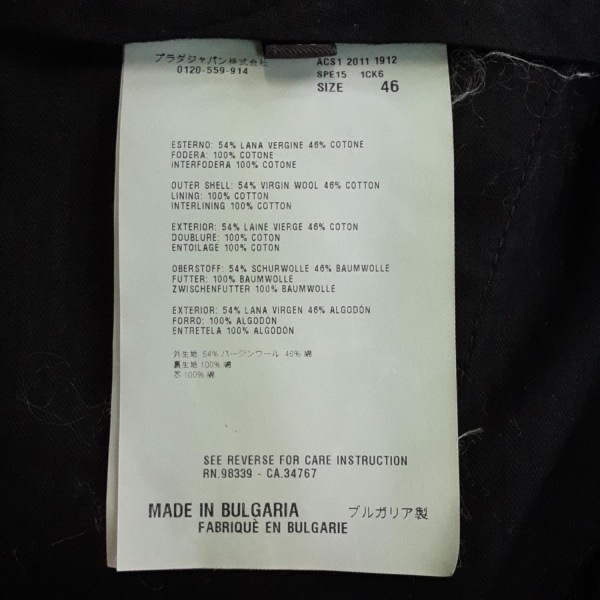 プラダジャパン株式会社
0120-559-914
ACS1 2011 1912
SPE15 1CK6
SIZE 46
ESTERNO: 54% LANA VERGINE 46% COTONE
FODERA: 100% COTONE
INTERFODERA 100% COTONE
OUTER SHELL: 54% VIRGIN WOOL 46% COTTON
LINING: 100% COTTON
INTERLINING 100% COTTON
EXTERIOR: 54% LAINE VIERGE 46% COTON
DOUBLURE: 100% COTON
ENTOILAGE 100% COTON
OBERSTOFF: 54% SCHURWOLLE 46% BAUMWOLLE
FUTTER: 100% BAUMWOLLE
ZWISCHENFUTTER 100% BAUMWOLLE
EXTERIOR: 54% LANA VIRGEN 46% ALGODÓN
FORRO: 100% ALGODON
ENTRETELA 100% ALGODÓN
外生地 54% バージンウール 46% 綿
裏生地 100% 綿
芯 100% 綿
SEE REVERSE FOR CARE INSTRUCTION
RN.98339 - CA.34767
MADE IN BULGARIA ブルガリア製
FABRIQUÈ EN BULGARIE